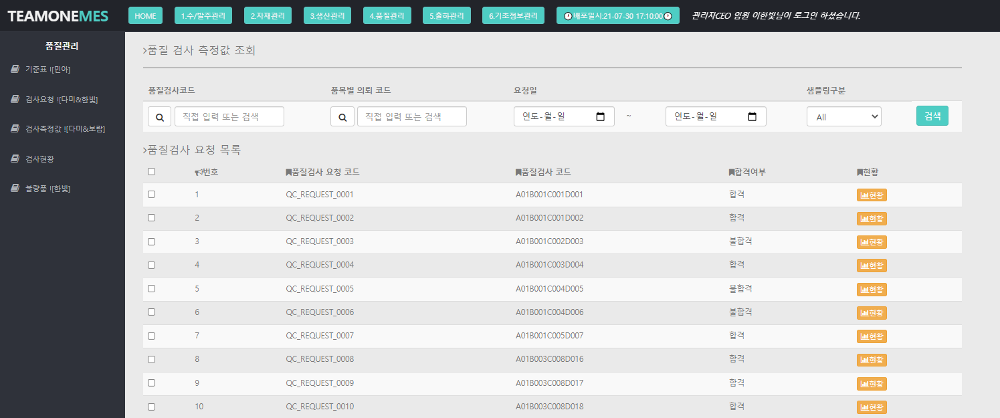 TEAMONEMES HOME 1.수/발주관리 2.자재관리 3.생산관리 4.품질관리 5.출하관리 6.기초정보관리 배포일시:21-07-30 17:10:00 관리자CEO 임원 이한빛님이 로그인 하셨습니다.
품질관리
기준표 ![민아]
검사요청 ![다미&한빛]
검사측정값 ![다미&보람]
검사현황
불량품 ![한빛]
>품질 검사 측정값 조회
품질검사코드 품목별 의뢰 코드 요청일 샘플링구분
직접 입력 또는 검색 직접 입력 또는 검색 연도-월-일 ~ 연도-월-일 All 검색
>품질검사 요청 목록
번호 품질검사 요청 코드 품질검사 코드 합격여부 현황
1 QC_REQUEST_0001 A01B001C001D001 합격 현황
2 QC_REQUEST_0002 A01B001C001D002 합격 현황
3 QC_REQUEST_0003 A01B001C002D003 불합격 현황
4 QC_REQUEST_0004 A01B001C003D004 합격 현황
5 QC_REQUEST_0005 A01B001C004D005 불합격 현황
6 QC_REQUEST_0006 A01B001C004D006 불합격 현황
7 QC_REQUEST_0007 A01B001C005D007 합격 현황
8 QC_REQUEST_0008 A01B003C008D016 합격 현황
9 QC_REQUEST_0009 A01B003C008D017 합격 현황
10 QC_REQUEST_0010 A01B003C008D018 합격 현황